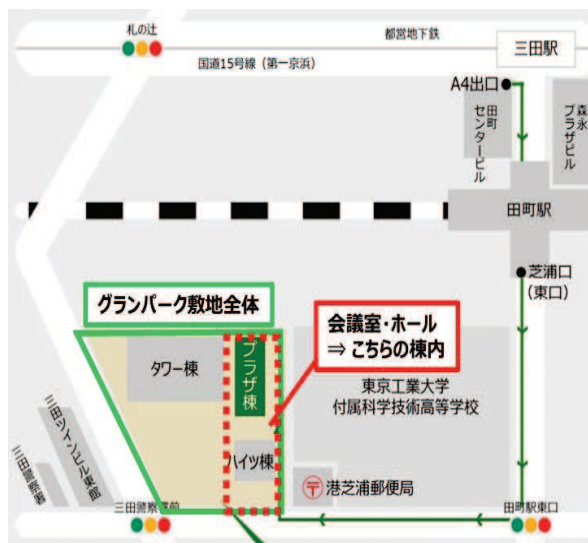 札の辻
都営地下鉄
三田駅
国道15号線（第一京浜）
A4出口
田町
センタービル
森永
プラザビル
田町駅
芝浦口
（東口）
グランパーク敷地全体
会議室・ホール
⇒ こちらの棟内
タワー棟
プラザ棟
東京工業大学
付属科学技術高等学校
ハイツ棟
三田ツインビル東館
三田警察署
港芝浦郵便局
三田警察署前
田町駅東口